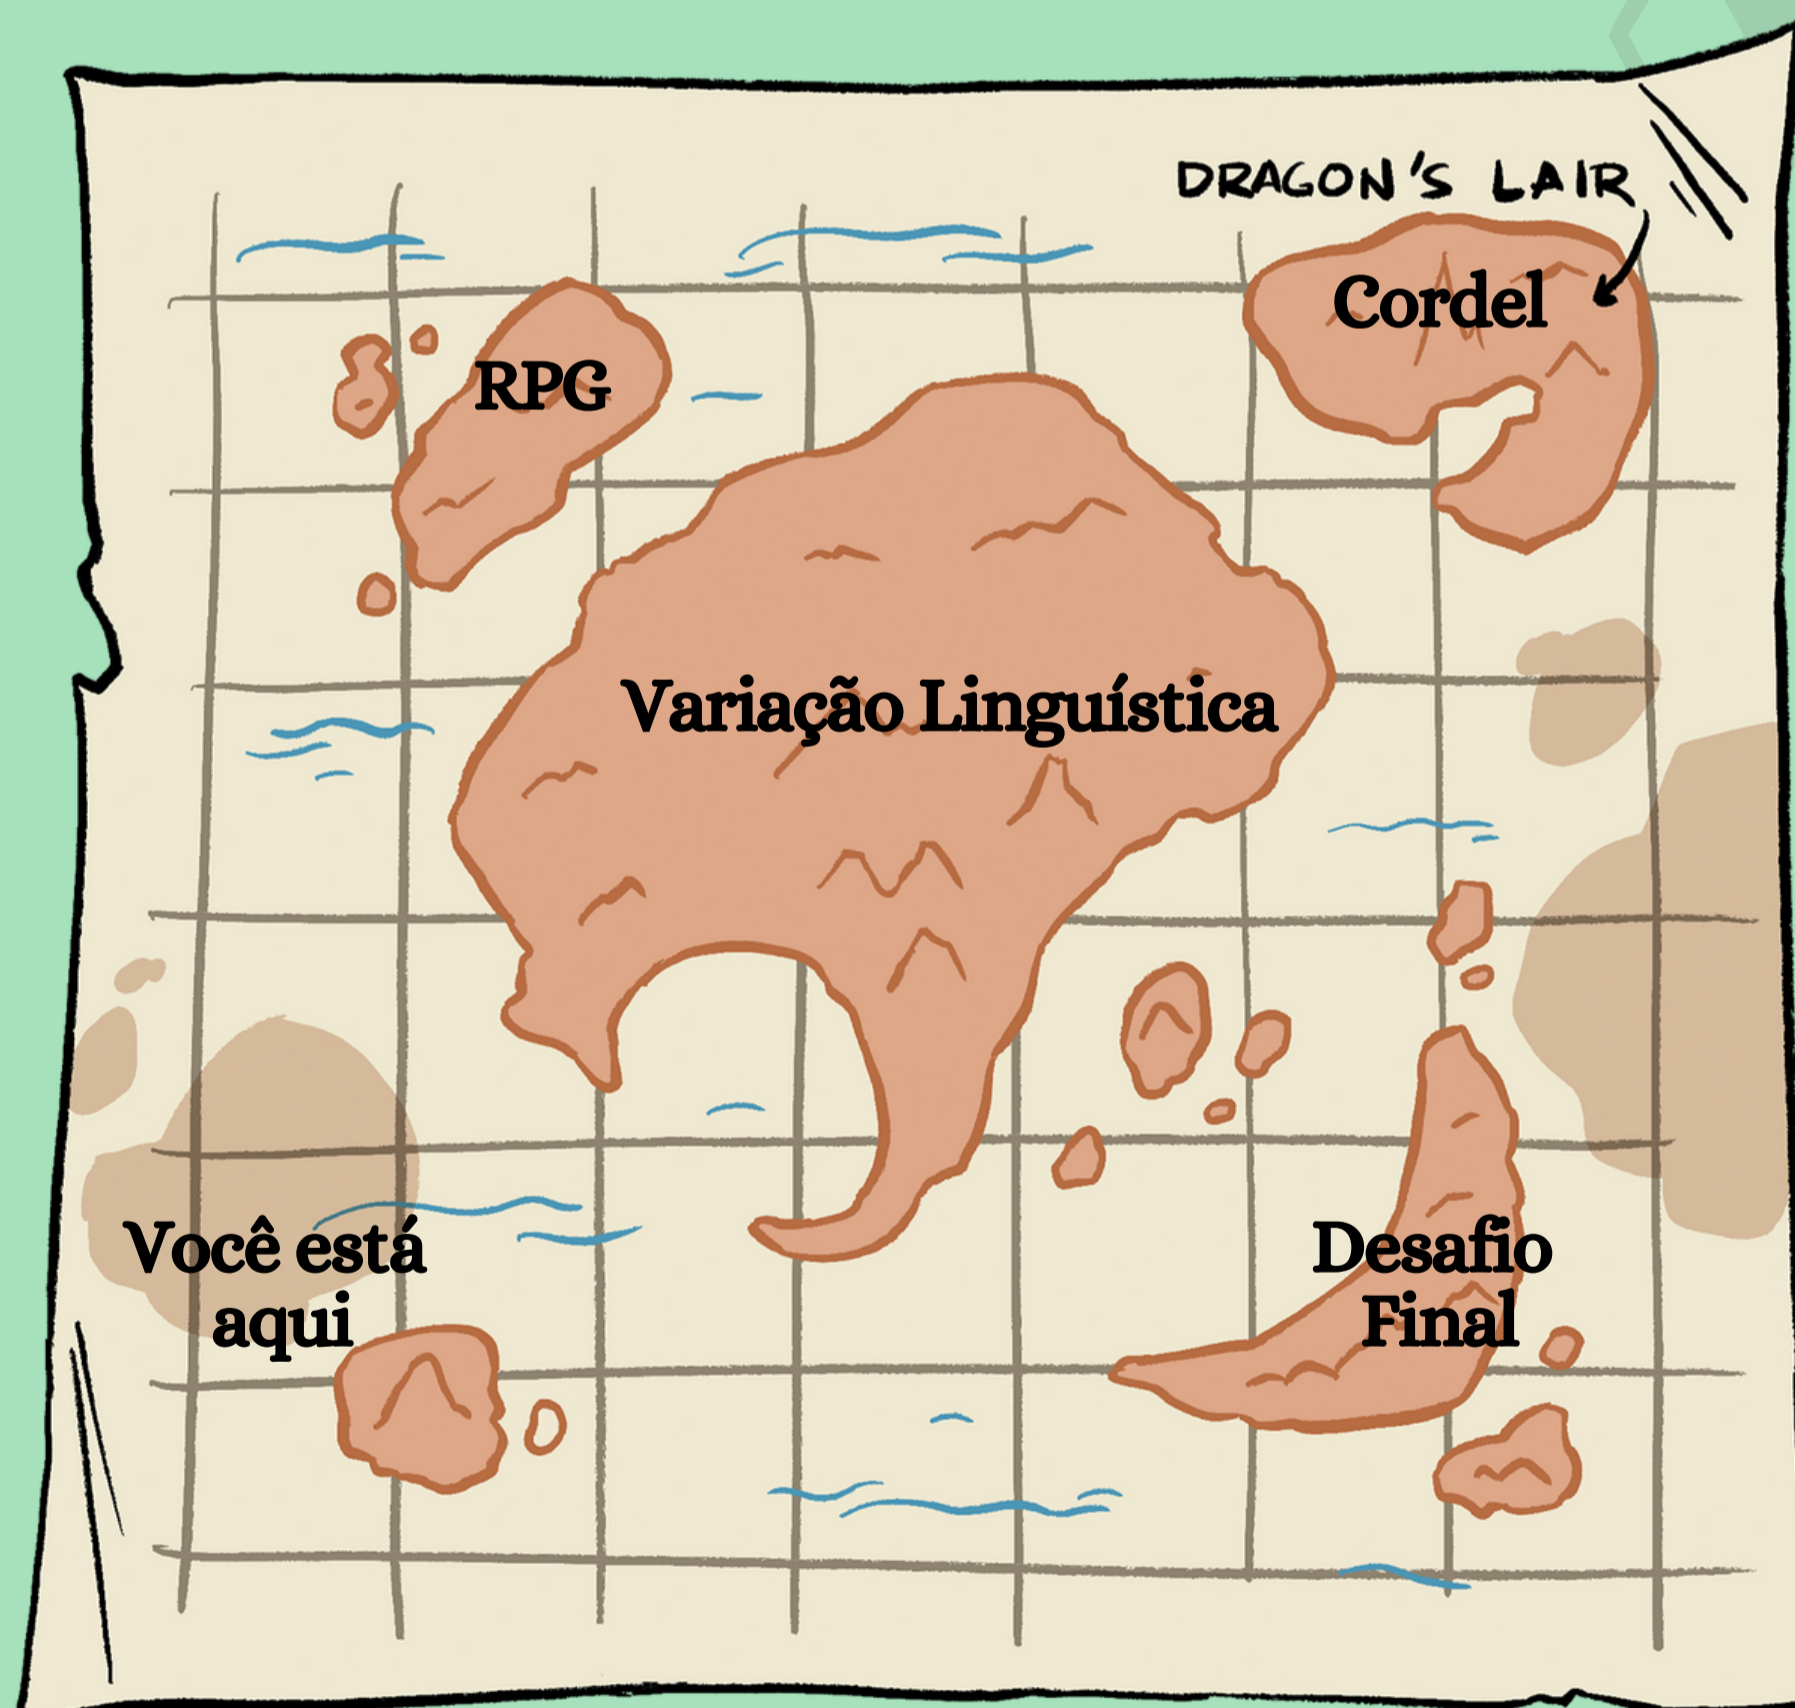 DRAGON'S LAIR
Cordel
RPG
Variação Linguística
Você está
aqui
Desafio
Final